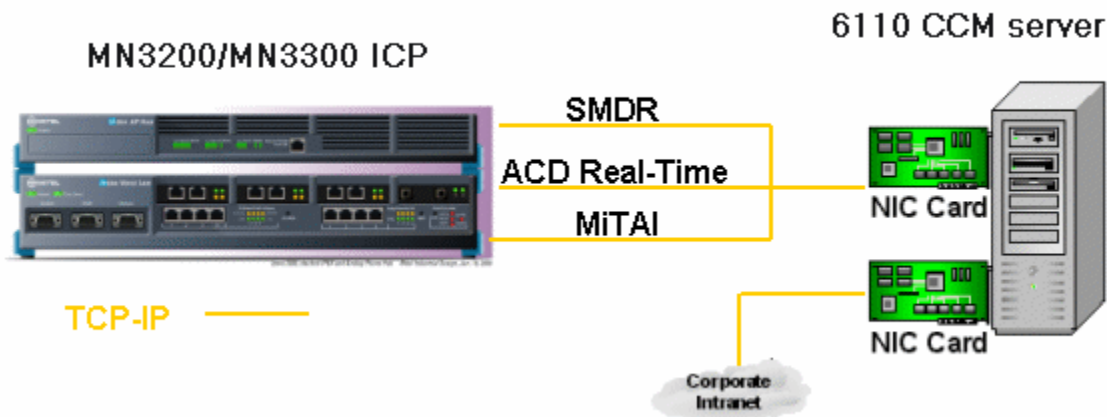 6110 CCM server
MN3200/MN3300 ICP
SMDR
ACD Real-Time
MiTAI
NIC Card
TCP-IP
NIC Card
Corporate
Intranet